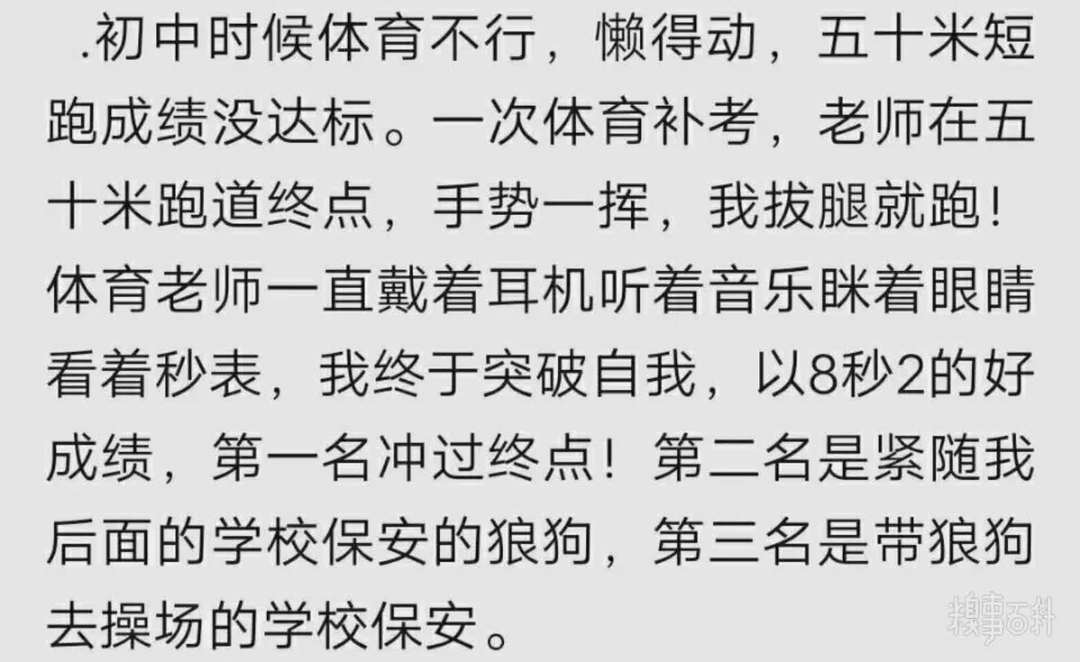 .初中时候体育不行，懒得动，五十米短
跑成绩没达标。一次体育补考，老师在五
十米跑道终点，手势一挥，我拔腿就跑！
体育老师一直戴着耳机听着音乐眯着眼睛
看着秒表，我终于突破自我，以8秒2的好
成绩，第一名冲过终点！第二名是紧随我
后面的学校保安的狼狗，第三名是带狼狗
去操场的学校保安。
糗事百科